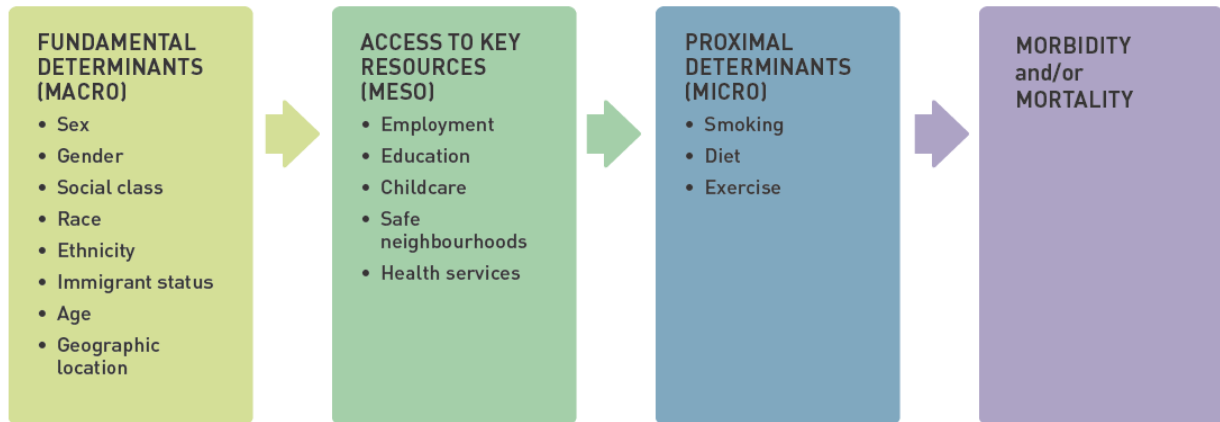 FUNDAMENTAL
DETERMINANTS
(MACRO)
• Sex
• Gender
• Social class
• Race
• Ethnicity
• Immigrant status
• Age
• Geographic
location
ACCESS TO KEY
RESOURCES
(MESO)
• Employment
• Education
• Childcare
• Safe
neighbourhoods
• Health services
PROXIMAL
DETERMINANTS
(MICRO)
• Smoking
• Diet
• Exercise
MORBIDITY
and/or
MORTALITY